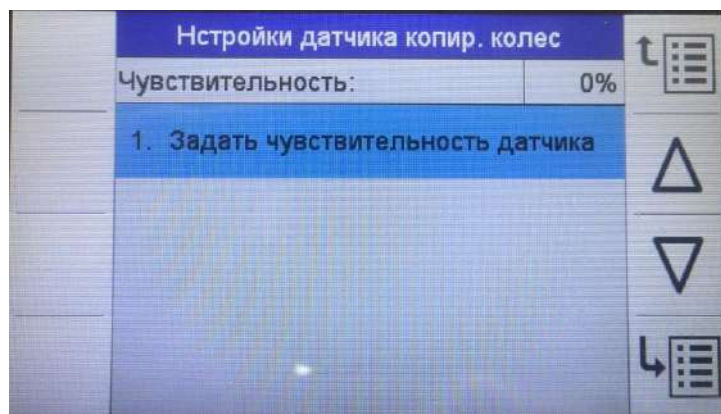 Нстройки датчика копир. колес
Чувствительность: 0%
1. Задать чувствительность датчика